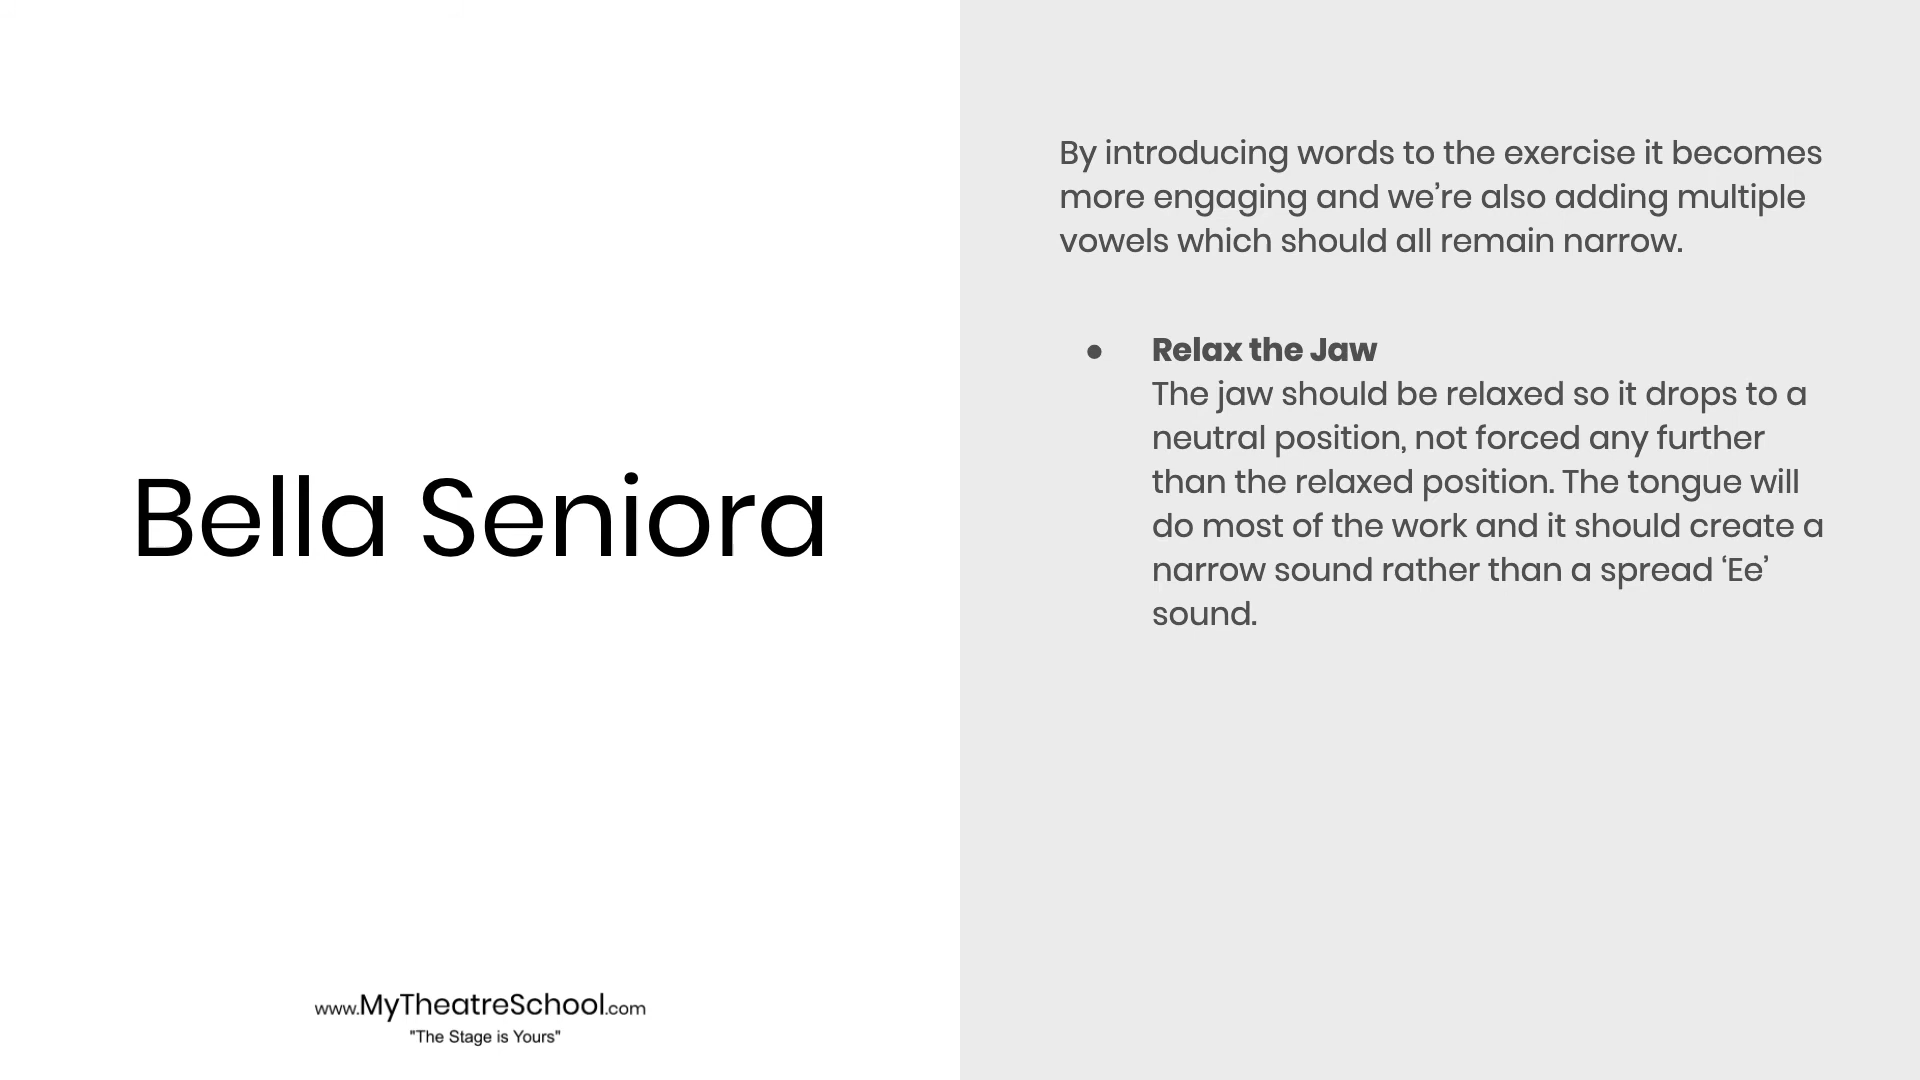 Bella Seniora
www.MyTheatreSchool.com
"The Stage is Yours"
By introducing words to the exercise it becomes
more engaging and we’re also adding multiple
vowels which should all remain narrow.
● Relax the Jaw
The jaw should be relaxed so it drops to a
neutral position, not forced any further
than the relaxed position. The tongue will
do most of the work and it should create a
narrow sound rather than a spread ‘Ee’
sound.